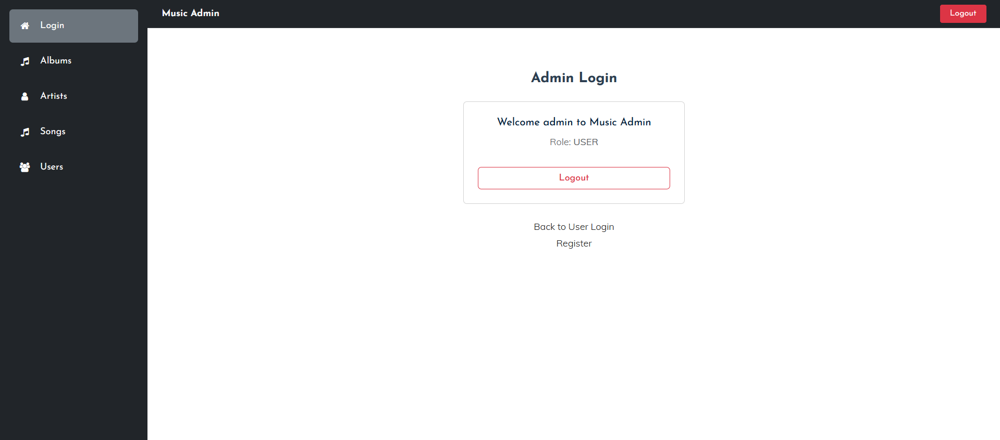 Login
Albums
Artists
Songs
Users
Music Admin
Logout
Admin Login
Welcome admin to Music Admin
Role: USER
Logout
Back to User Login
Register